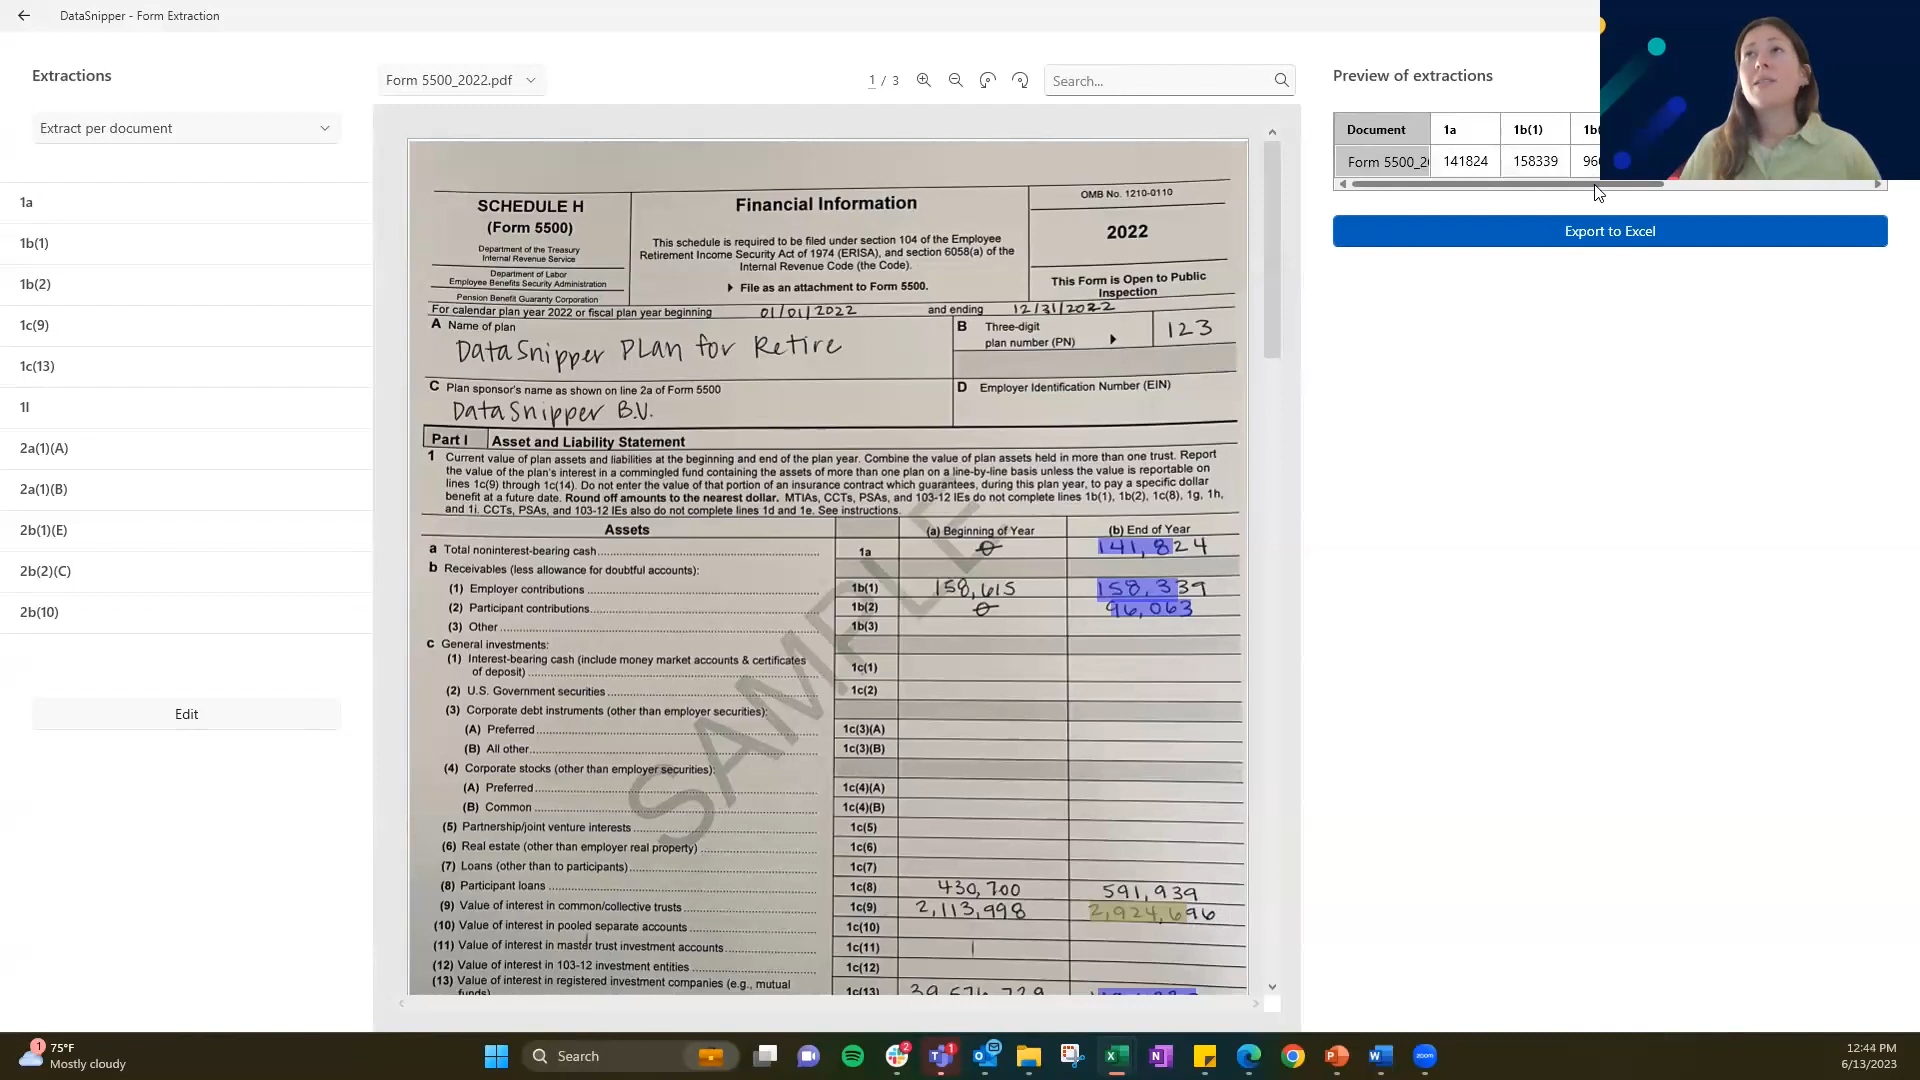 DataSnipper - Form Extraction
Extractions
Extract per document
1a
1b(1)
1b(2)
1c(9)
1c(13)
1l
2a(1)(A)
2a(1)(B)
2b(1)(E)
2b(2)(C)
2b(10)
Edit
Form 5500_2022.pdf
1 / 3
Search...
SCHEDULE H
(Form 5500)
Department of the Treasury
Internal Revenue Service
Department of Labor
Employee Benefits Security Administration
Pension Benefit Guaranty Corporation
Financial Information
This schedule is required to be filed under section 104 of the Employee
Retirement Income Security Act of 1974 (ERISA), and section 6058(a) of the
Internal Revenue Code (the Code).
File as an attachment to Form 5500.
OMB No. 1210-0110
2022
This Form is Open to Public
Inspection
For calendar plan year 2022 or fiscal plan year beginning 01/01/2022 and ending 12/31/2022
A Name of plan
DataSnipper Plan for Retire
B Three-digit
plan number (PN) 123
C Plan sponsor's name as shown on line 2a of Form 5500
DataSnipper B.V.
D Employer Identification Number (EIN)
Part I Asset and Liability Statement
1 Current value of plan assets and liabilities at the beginning and end of the plan year. Combine the value of plan assets held in more than one trust. Report
the value of the plan's interest in a commingled fund containing the assets of more than one plan on a line-by-line basis unless the value is reportable on
lines 1c(9) through 1c(14). Do not enter the value of that portion of an insurance contract which guarantees, during this plan year, to pay a specific dollar
benefit at a future date. Round off amounts to the nearest dollar. MTIAs, CCTs, PSAs, and 103-12 IEs do not complete lines 1b(1), 1b(2), 1c(8), 1g, 1h,
and 1i. CCTs, PSAs, and 103-12 IEs also do not complete lines 1d and 1e. See instructions.
Assets (a) Beginning of Year (b) End of Year
a Total noninterest-bearing cash 1a 0 141,824
b Receivables (less allowance for doubtful accounts):
(1) Employer contributions 1b(1) 158,615 158,339
(2) Participant contributions 1b(2) 0 96,063
(3) Other 1b(3)
c General investments:
(1) Interest-bearing cash (include money market accounts & certificates
of deposit) 1c(1)
(2) U.S. Government securities 1c(2)
(3) Corporate debt instruments (other than employer securities):
(A) Preferred 1c(3)(A)
(B) All other 1c(3)(B)
(4) Corporate stocks (other than employer securities):
(A) Preferred 1c(4)(A)
(B) Common 1c(4)(B)
(5) Partnership/joint venture interests 1c(5)
(6) Real estate (other than employer real property) 1c(6)
(7) Loans (other than to participants) 1c(7)
(8) Participant loans 1c(8) 430,700 591,939
(9) Value of interest in common/collective trusts 1c(9) 2,113,998 2,924,696
(10) Value of interest in pooled separate accounts 1c(10)
(11) Value of interest in master trust investment accounts 1c(11)
(12) Value of interest in 103-12 investment entities 1c(12)
(13) Value of interest in registered investment companies (e.g., mutual
funds) 1c(13)
SAMPLE
Preview of extractions
Document 1a 1b(1)
Form 5500_2 141824 158339
Export to Excel
75°F
Mostly cloudy
Search
zoom
12:44 PM
6/13/2023